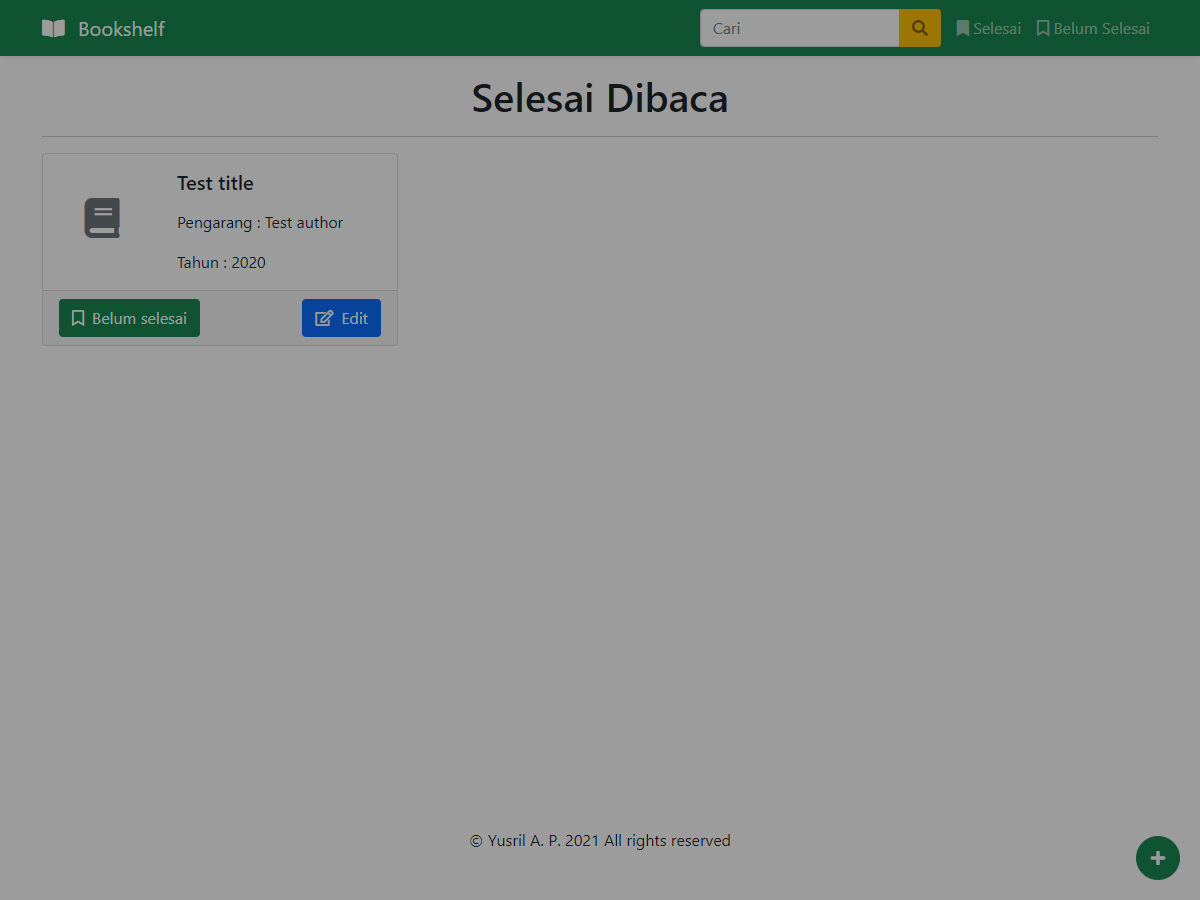 Bookshelf
Cari
Selesai
Belum Selesai
Selesai Dibaca
Test title
Pengarang : Test author
Tahun : 2020
Belum selesai
Edit
© Yusril A. P. 2021 All rights reserved